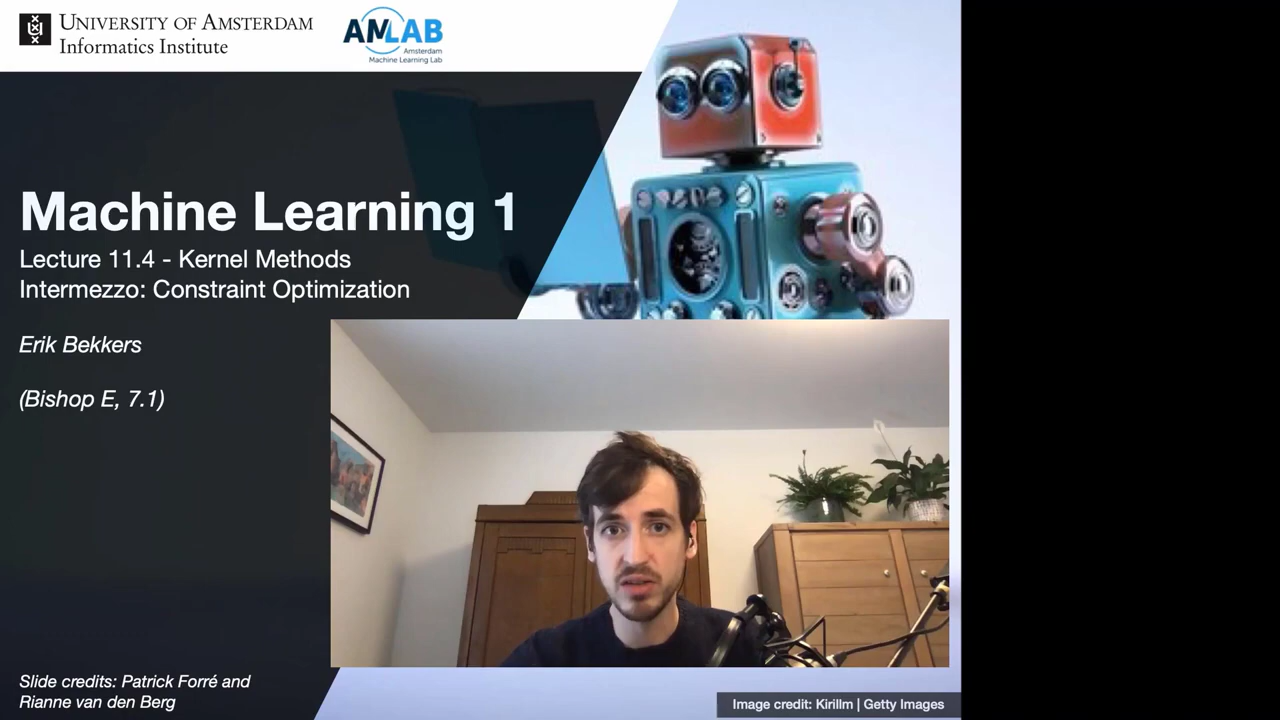 UNIVERSITY OF AMSTERDAM
Informatics Institute
AMLAB
Amsterdam
Machine Learning Lab
Machine Learning 1
Lecture 11.4 - Kernel Methods
Intermezzo: Constraint Optimization
Erik Bekkers
(Bishop E, 7.1)
Slide credits: Patrick Forré and
Rianne van den Berg
Image credit: Kirillm | Getty Images